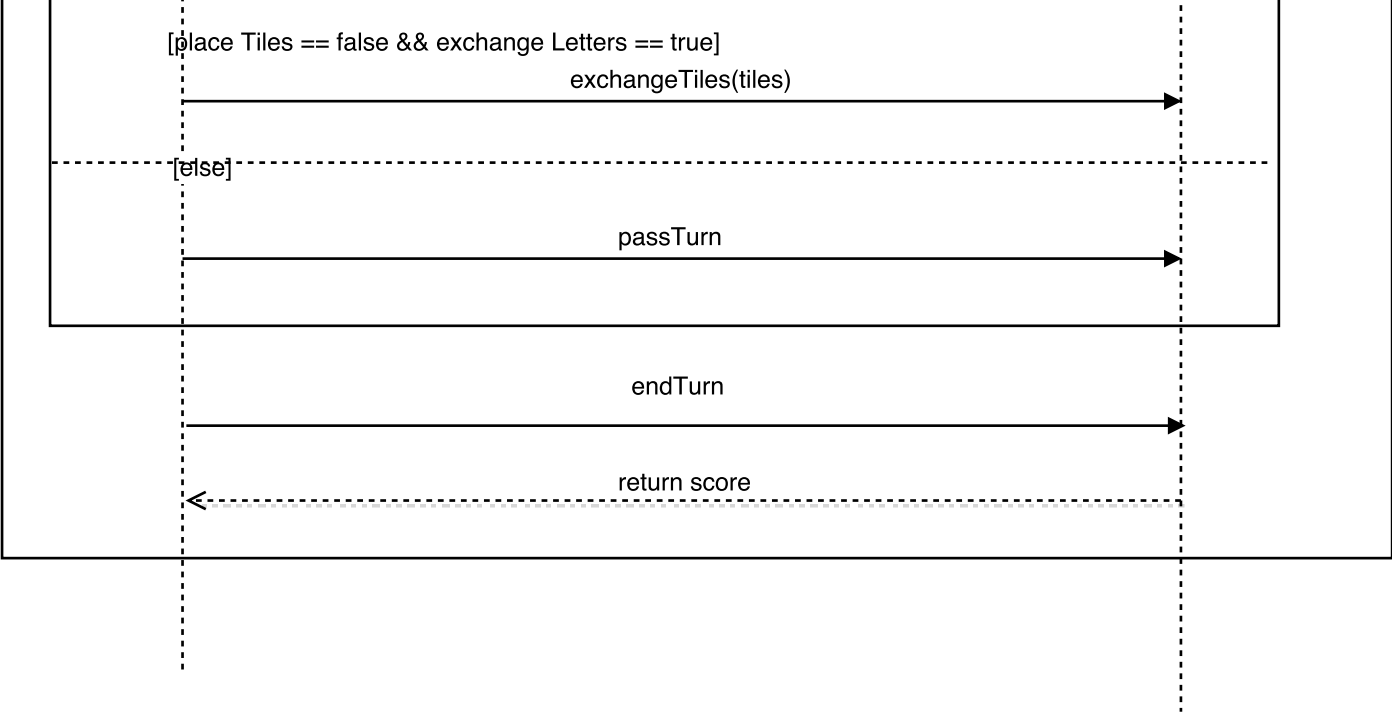 [place Tiles == false && exchange Letters == true]
exchangeTiles(tiles)
[else]
passTurn
endTurn
return score